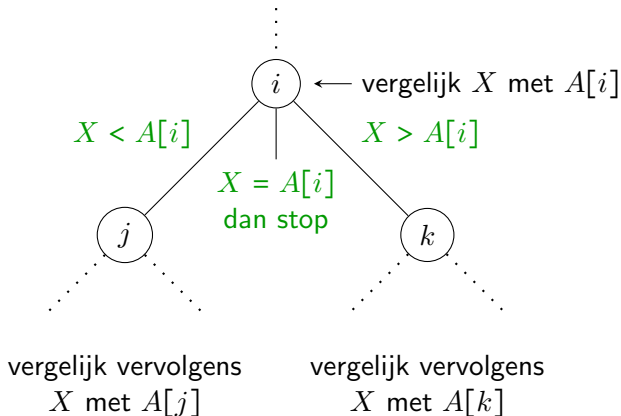 i
vergelijk X met A[i]
X < A[i]
X > A[i]
X = A[i]
dan stop
j
k
vergelijk vervolgens
X met A[j]
vergelijk vervolgens
X met A[k]